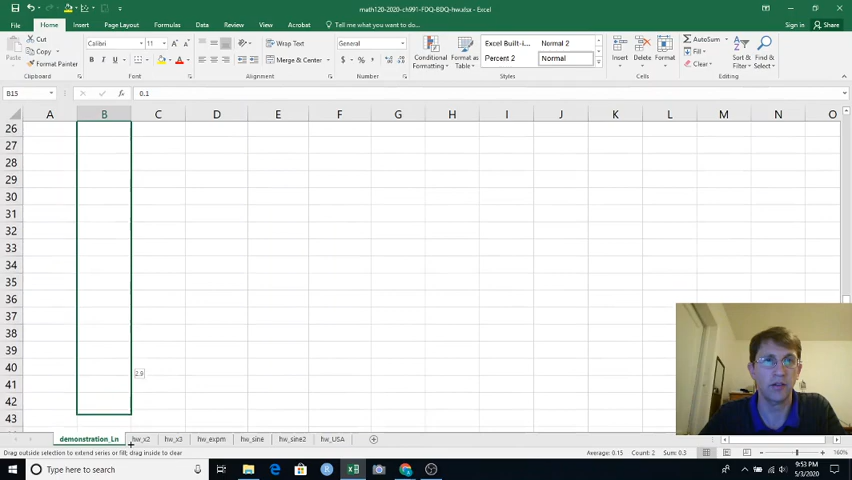 math120-2020-ch991-FDQ-BDQ-hw.xlsx - Excel
File Home Insert Page Layout Formulas Data Review View Acrobat Tell me what you want to do... Sign in Share
Paste Cut Copy Format Painter
Calibri 11 Wrap Text General AutoSum
Merge & Center $ % Conditional Formatting Format as Table
Excel Built-i... Normal 2
Percent 2 Normal
Insert Delete Format Fill Clear Sort & Filter Find & Select
Clipboard Font Alignment Number Styles Cells Editing
B15 fx 0.1
A B C D E F G H I J K L M N O
26
27
28
29
30
31
32
33
34
35
36
37
38
39
40
2.9
41
42
43
demonstration_Ln hw_x2 hw_x3 hw_expm hw_sine hw_sine2 hw_USA
Drag outside selection to extend series or fill; drag inside to clear Average: 0.15 Count: 2 Sum: 0.3 160%
Type here to search 9:53 PM
5/3/2020